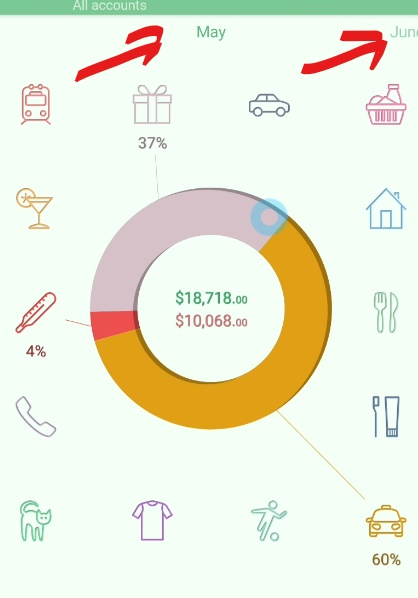 All accounts
May
June
37%
$18,718.00
$10,068.00
4%
60%